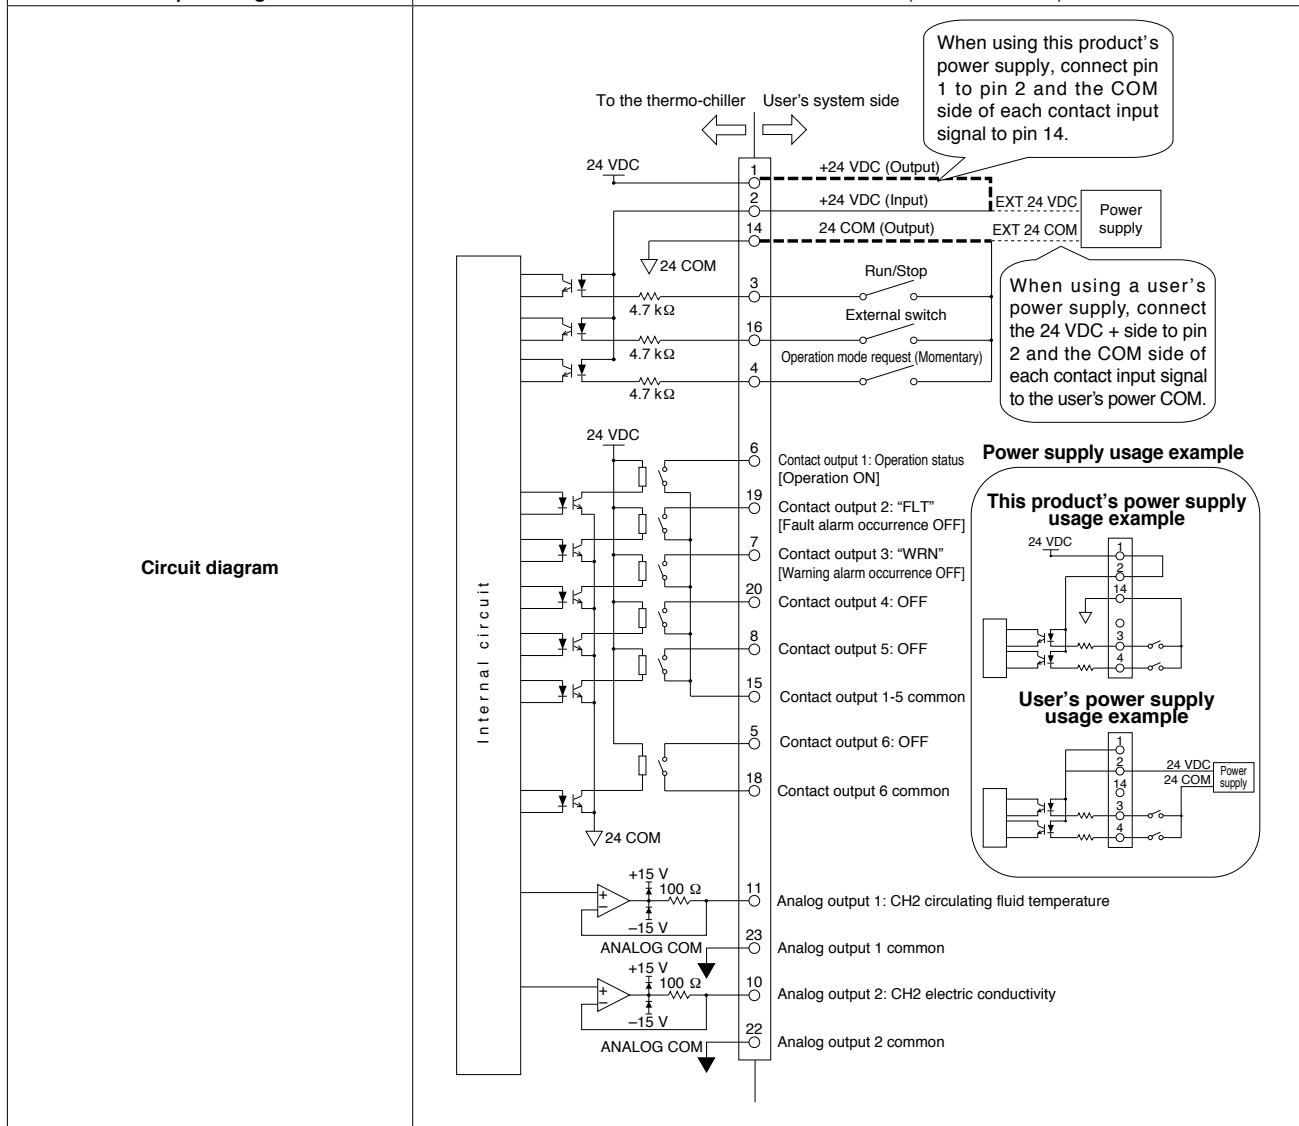 Circuit diagram
When using this product's
power supply, connect pin
1 to pin 2 and the COM
side of each contact input
signal to pin 14.
To the thermo-chiller
User's system side
24 VDC
1
+24 VDC (Output)
2
+24 VDC (Input)
EXT 24 VDC
Power
supply
14
24 COM (Output)
EXT 24 COM
24 COM
When using a user's
power supply, connect
the 24 VDC + side to pin
2 and the COM side of
each contact input signal
to the user's power COM.
3
Run/Stop
4.7 kΩ
16
External switch
4.7 kΩ
4
Operation mode request (Momentary)
4.7 kΩ
Internal circuit
24 VDC
6
Contact output 1: Operation status
[Operation ON]
19
Contact output 2: “FLT”
[Fault alarm occurrence OFF]
7
Contact output 3: “WRN”
[Warning alarm occurrence OFF]
20
Contact output 4: OFF
8
Contact output 5: OFF
15
Contact output 1-5 common
5
Contact output 6: OFF
18
Contact output 6 common
24 COM
+15 V
100 Ω
–15 V
11
Analog output 1: CH2 circulating fluid temperature
ANALOG COM
23
Analog output 1 common
+15 V
100 Ω
–15 V
10
Analog output 2: CH2 electric conductivity
ANALOG COM
22
Analog output 2 common
Power supply usage example
This product's power supply
usage example
24 VDC
1
2
14
3
4
User's power supply
usage example
1
2
14
3
4
24 VDC
24 COM
Power
supply